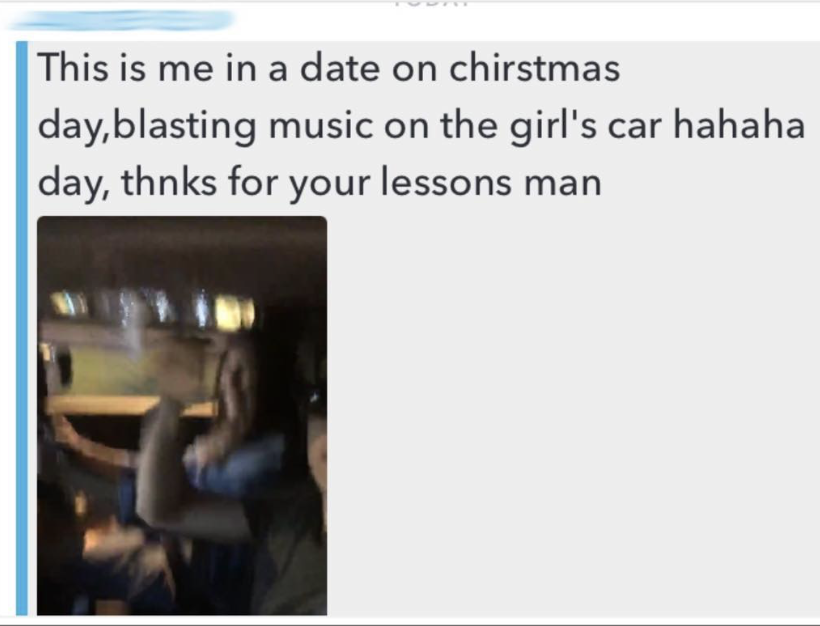 This is me in a date on chirstmas
day,blasting music on the girl's car hahaha
day, thnks for your lessons man